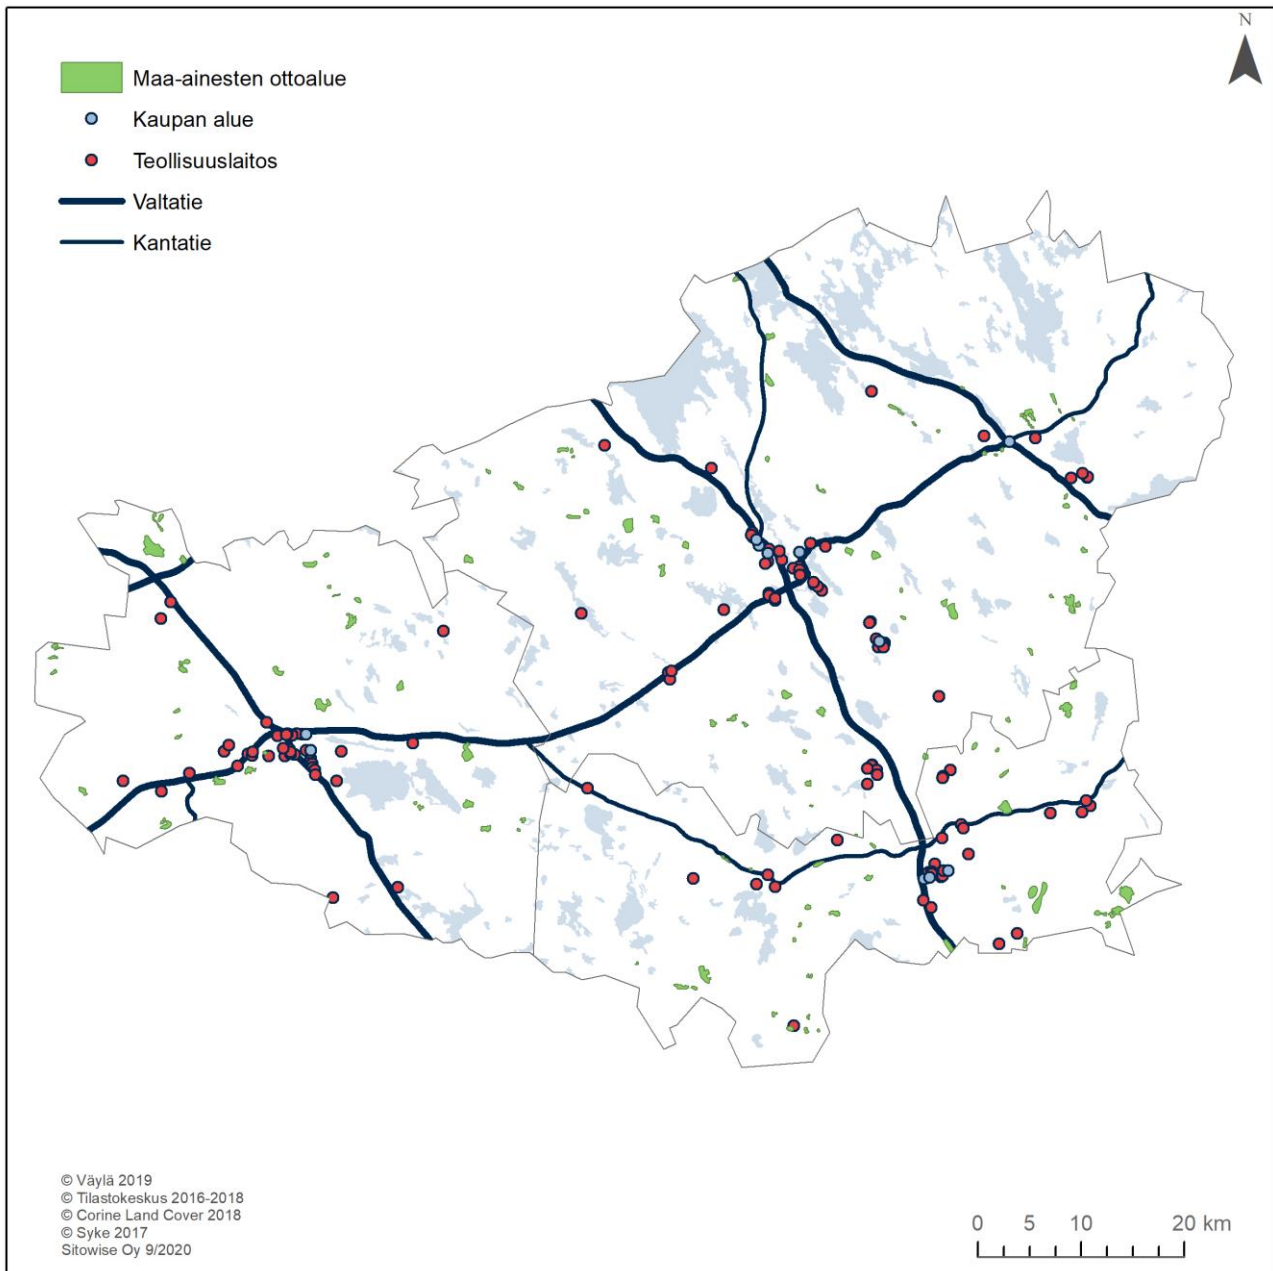 N
Maa-ainesten ottoalue
Kaupan alue
Teollisuuslaitos
Valtatie
Kantatie
© Väylä 2019
© Tilastokeskus 2016-2018
© Corine Land Cover 2018
© Syke 2017
Sitowise Oy 9/2020
0 5 10 20 km